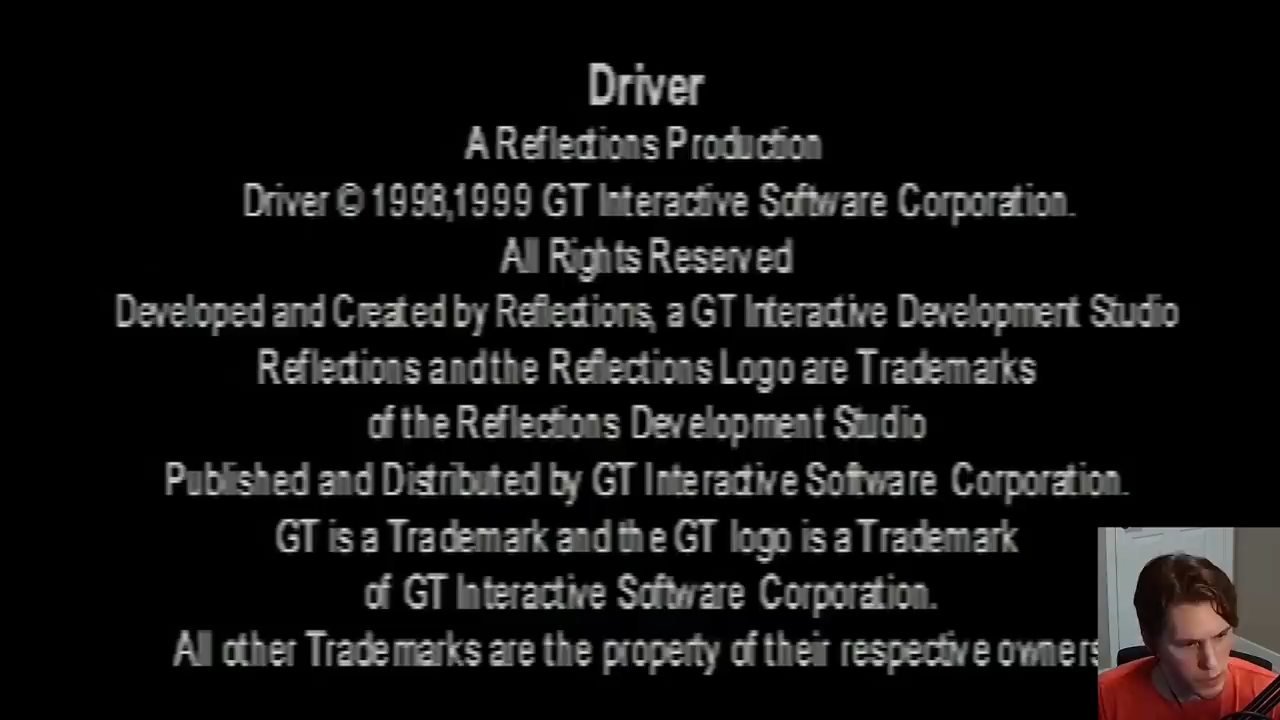 Driver
A Reflections Production
Driver © 1998,1999 GT Interactive Software Corporation.
All Rights Reserved
Developed and Created by Reflections, a GT Interactive Development Studio
Reflections and the Reflections Logo are Trademarks
of the Reflections Development Studio
Published and Distributed by GT Interactive Software Corporation.
GT is a Trademark and the GT logo is a Trademark
of GT Interactive Software Corporation.
All other Trademarks are the property of their respective owners